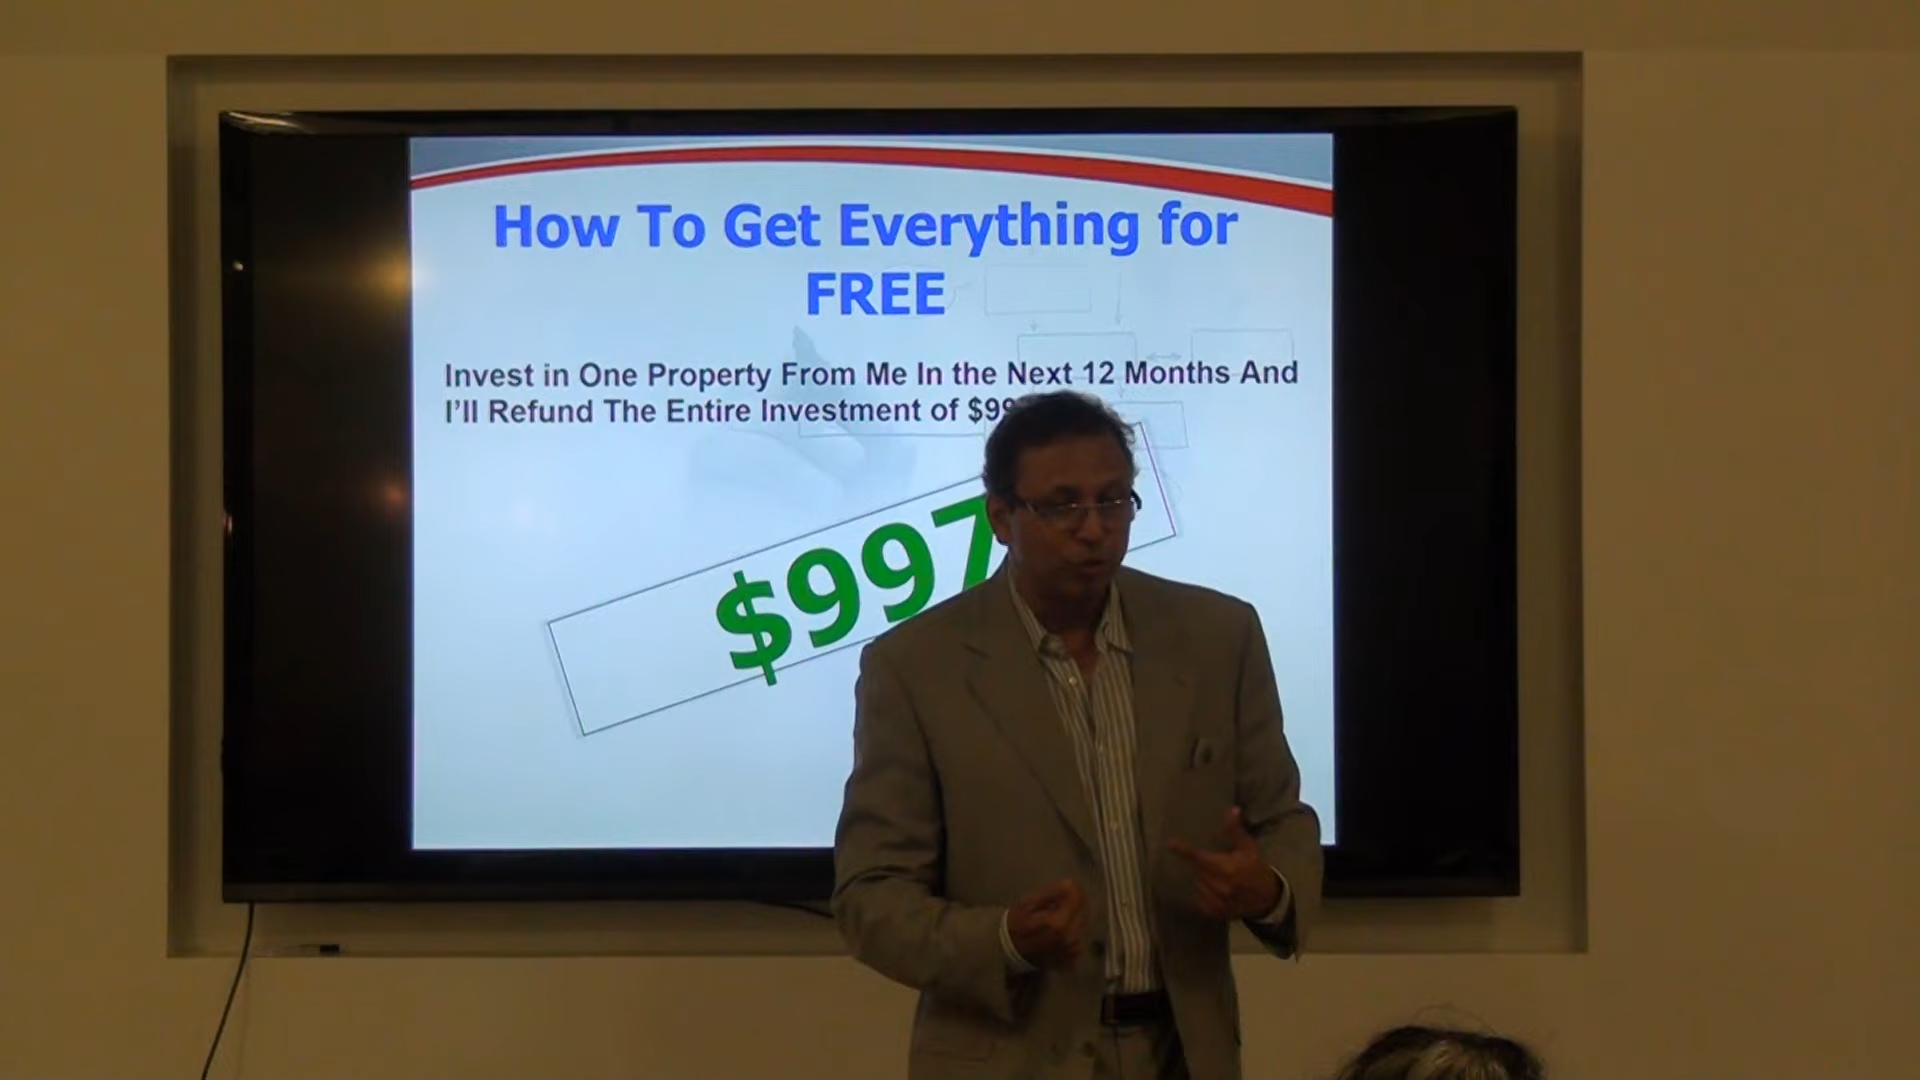 How To Get Everything for
FREE
Invest in One Property From Me In the Next 12 Months And
I'll Refund The Entire Investment of
$997